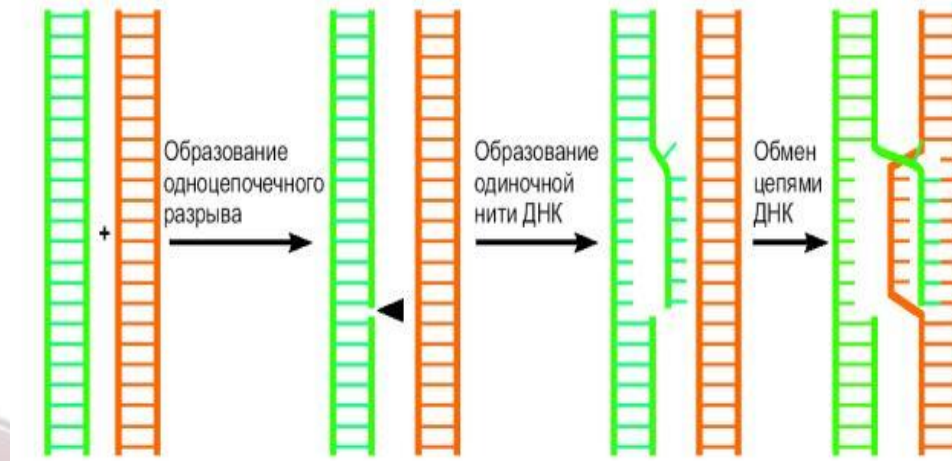 +
Образование
одноцепочечного
разрыва
Образование
одиночной
нити ДНК
Обмен
цепями
ДНК